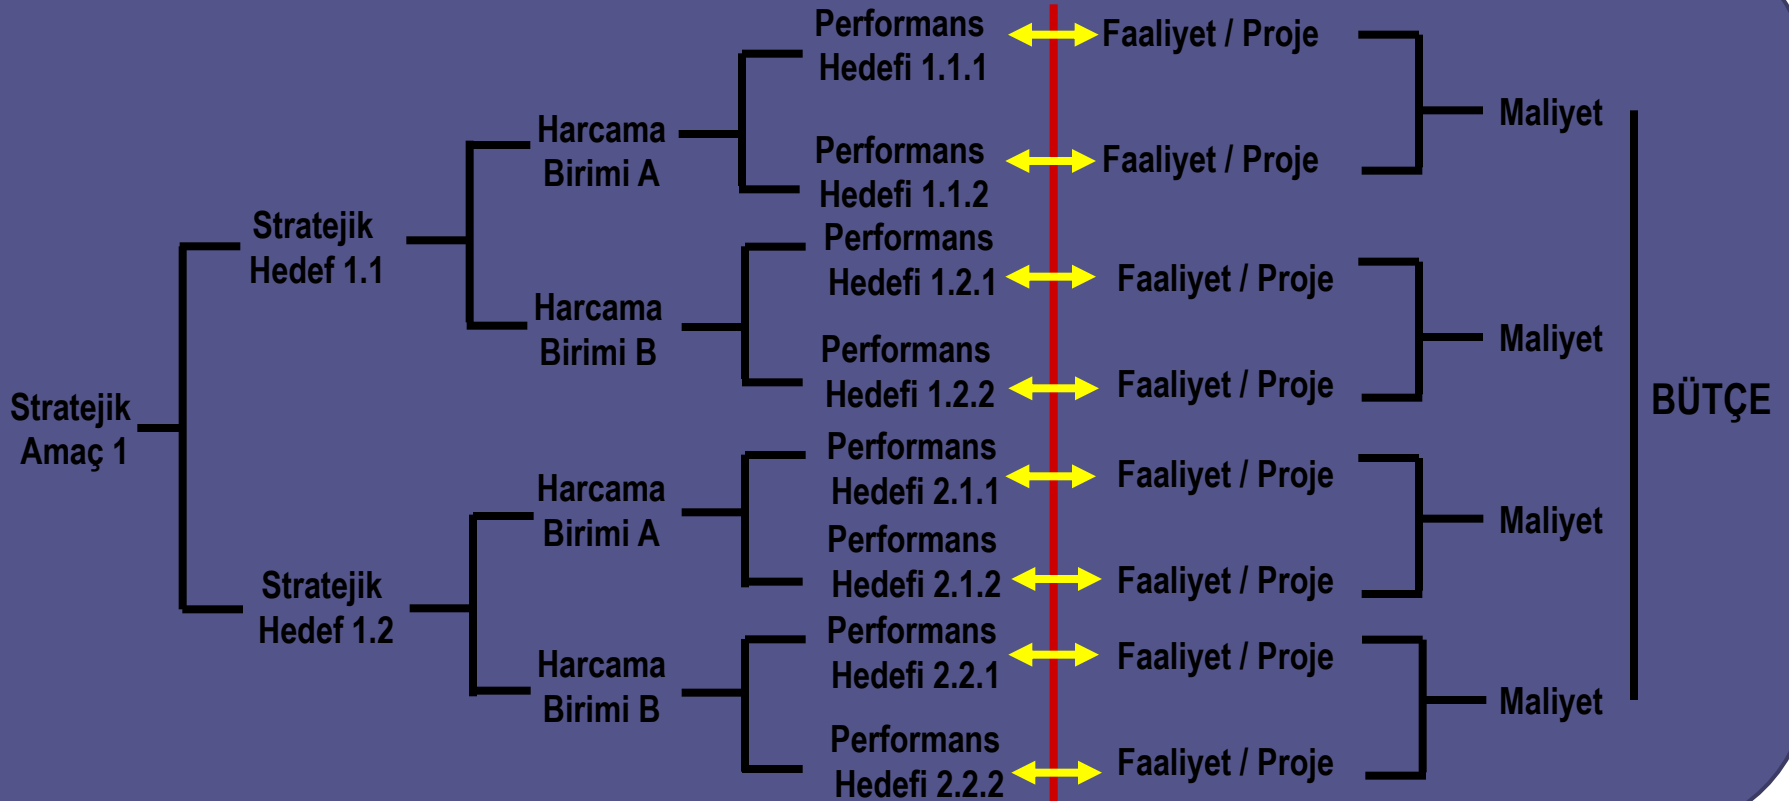 Stratejik
Amaç 1
Stratejik
Hedef 1.1
Stratejik
Hedef 1.2
Harcama
Birimi A
Harcama
Birimi B
Harcama
Birimi A
Harcama
Birimi B
Performans
Hedefi 1.1.1
Performans
Hedefi 1.1.2
Performans
Hedefi 1.2.1
Performans
Hedefi 1.2.2
Performans
Hedefi 2.1.1
Performans
Hedefi 2.1.2
Performans
Hedefi 2.2.1
Performans
Hedefi 2.2.2
Faaliyet / Proje
Faaliyet / Proje
Faaliyet / Proje
Faaliyet / Proje
Faaliyet / Proje
Faaliyet / Proje
Faaliyet / Proje
Faaliyet / Proje
Maliyet
Maliyet
Maliyet
Maliyet
BÜTÇE